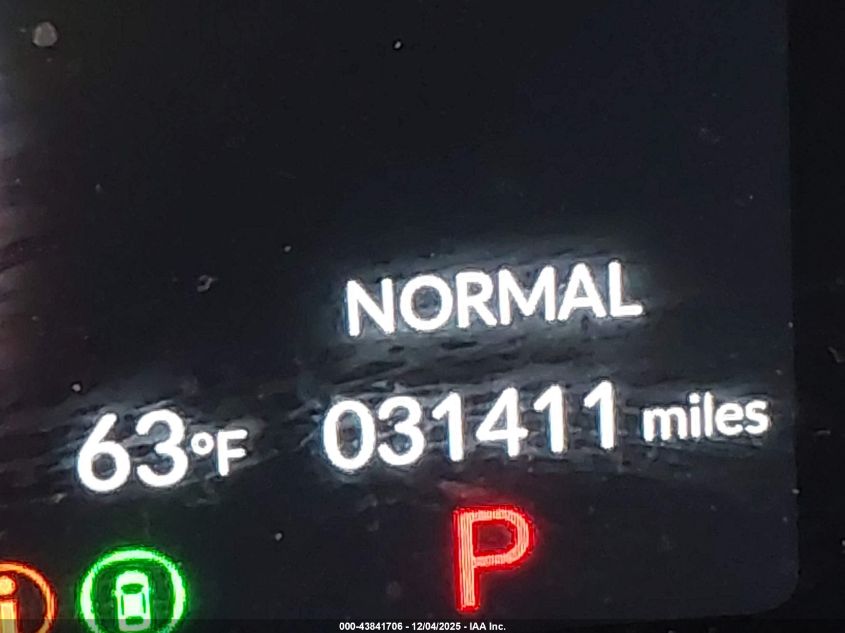 NORMAL
63°F 031411 miles
P
i
000-43841706 - 12/04/2025 - IAA Inc.